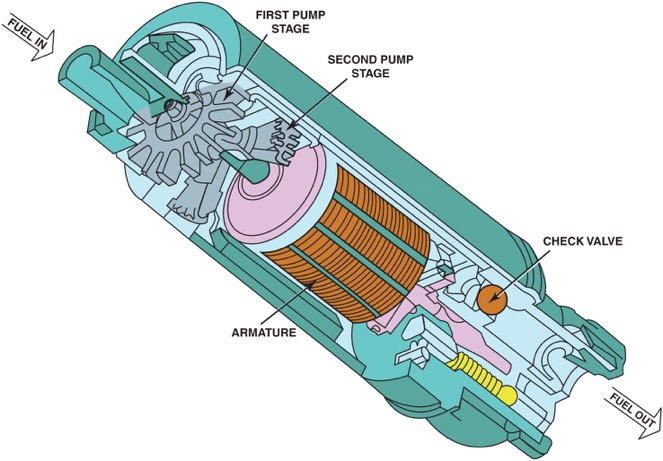 FUEL IN
FIRST PUMP
STAGE
SECOND PUMP
STAGE
CHECK VALVE
ARMATURE
FUEL OUT